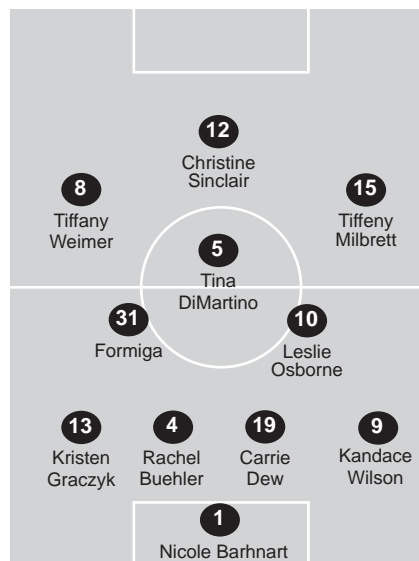 12
Christine
Sinclair
8
Tiffany
Weimer
15
Tiffeny
Milbrett
5
Tina
DiMartino
31
Formiga
10
Leslie
Osborne
13
Kristen
Graczyk
4
Rachel
Buehler
19
Carrie
Dew
9
Kandace
Wilson
1
Nicole Barhnart